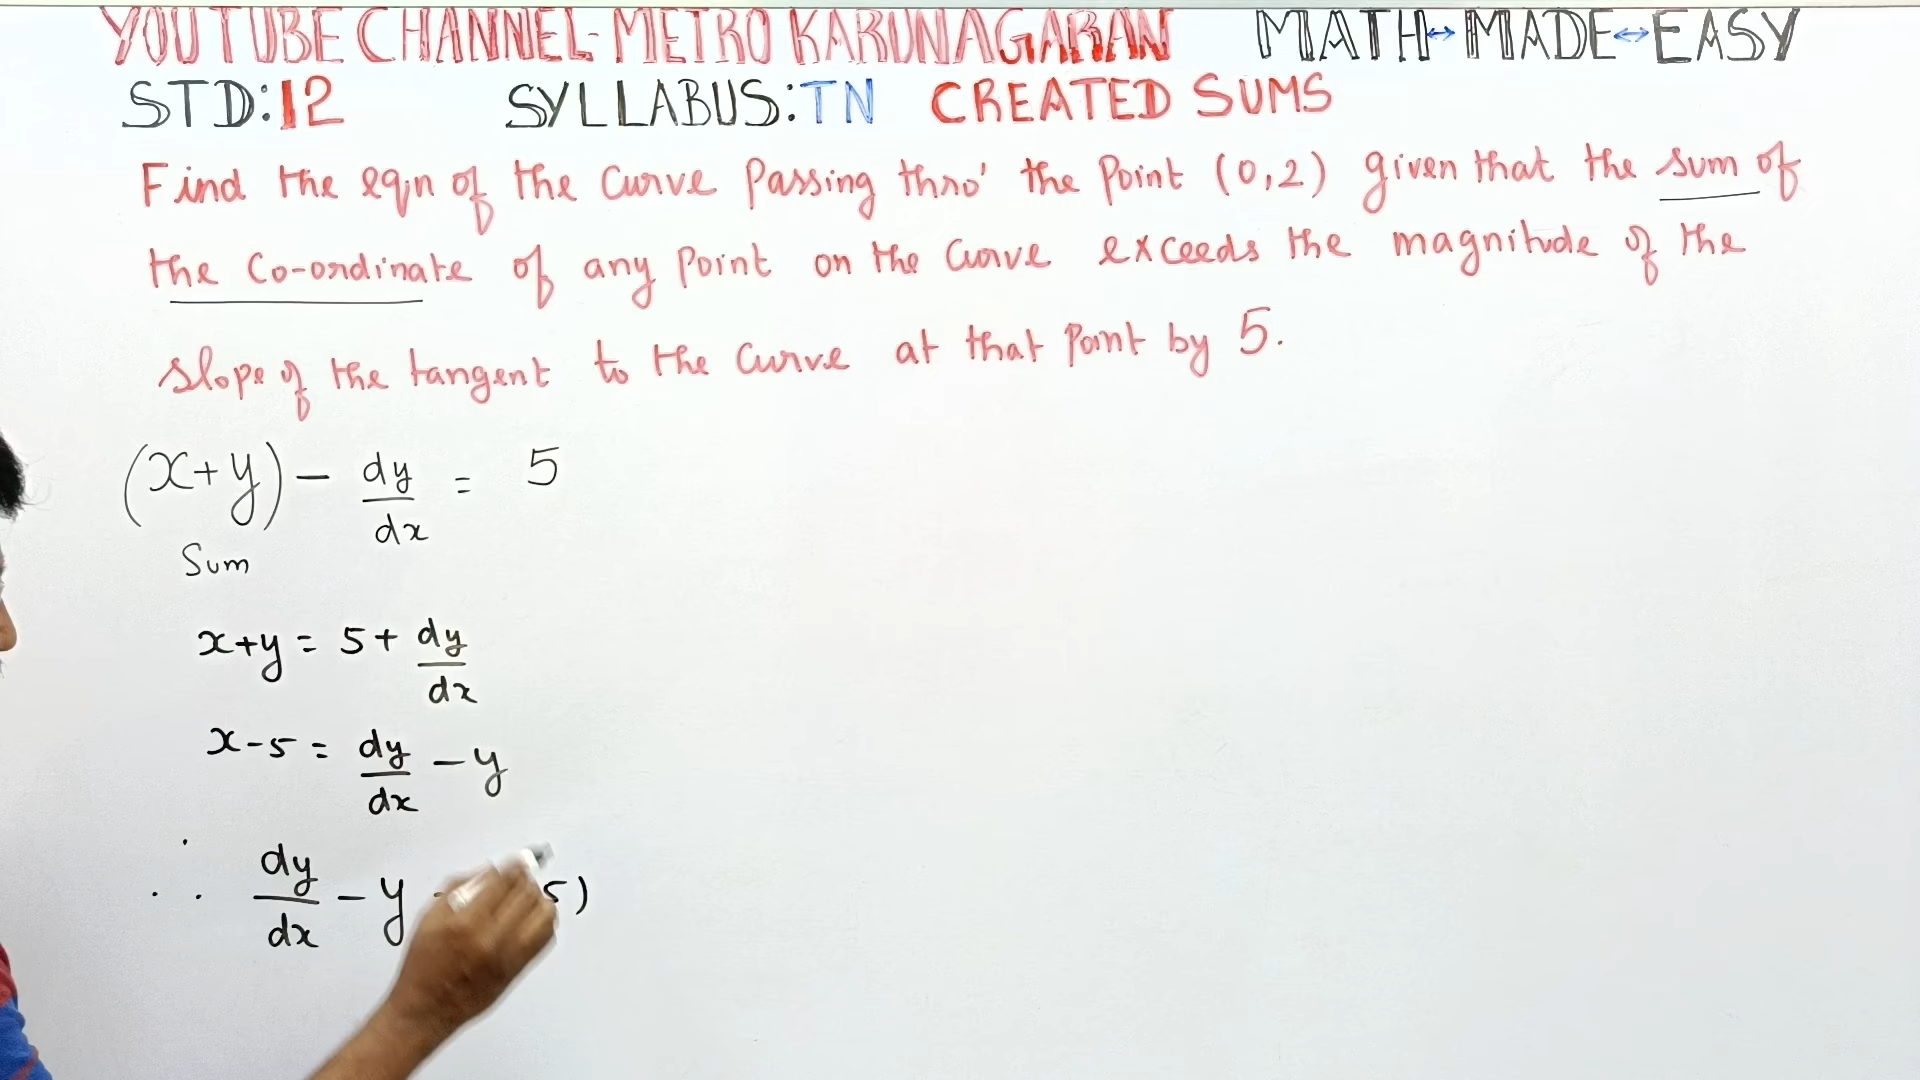 YOUTUBE CHANNEL-METRO KARUNAGARAN MATH↔MADE↔EASY
STD:12 SYLLABUS:TN CREATED SUMS
Find the eqn of the curve passing thro' the point (0,2) given that the sum of
the co-ordinate of any point on the curve exceeds the magnitude of the
slope of the tangent to the curve at that point by 5.
(x+y) - dy/dx = 5
Sum
x+y = 5 + dy/dx
x-5 = dy/dx - y
∴ dy/dx - y 5)